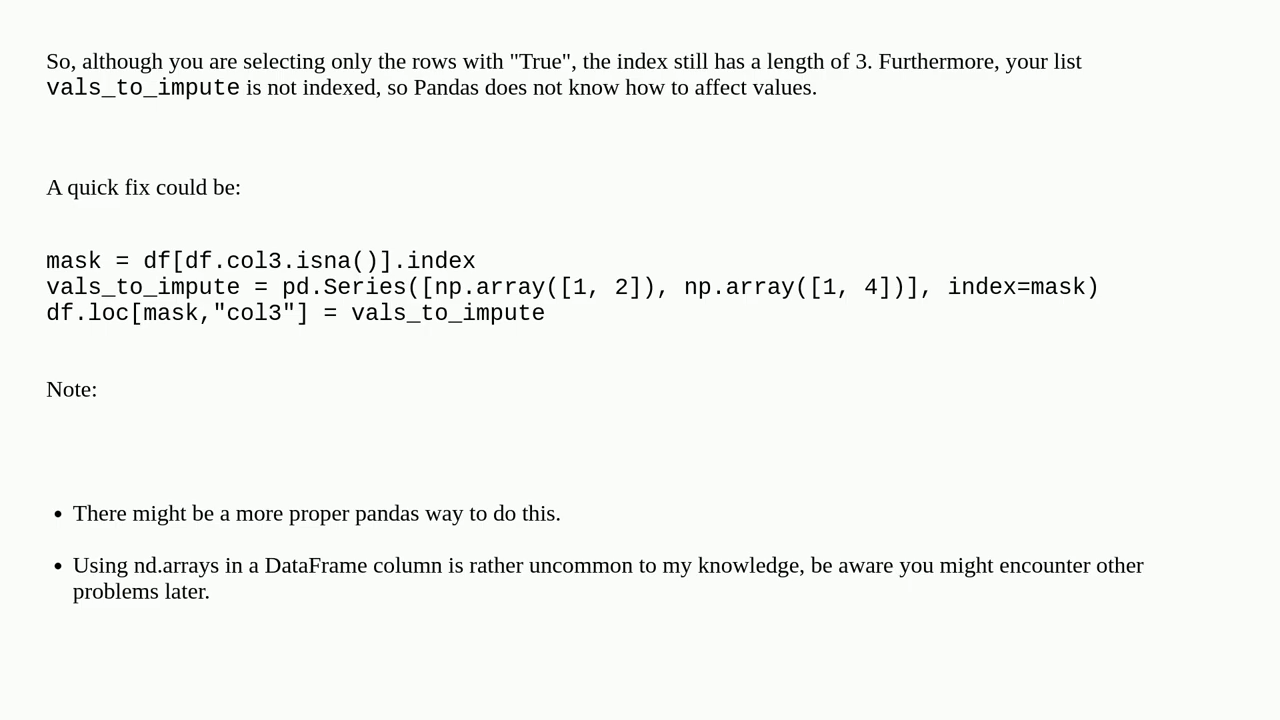 So, although you are selecting only the rows with "True", the index still has a length of 3. Furthermore, your list
vals_to_impute is not indexed, so Pandas does not know how to affect values.
A quick fix could be:
mask = df[df.col3.isna()].index
vals_to_impute = pd.Series([np.array([1, 2]), np.array([1, 4])], index=mask)
df.loc[mask,"col3"] = vals_to_impute
Note:
• There might be a more proper pandas way to do this.
• Using nd.arrays in a DataFrame column is rather uncommon to my knowledge, be aware you might encounter other
problems later.